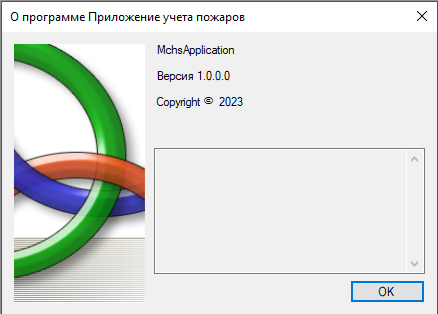 О программе Приложение учета пожаров
MchsApplication
Версия 1.0.0.0
Copyright © 2023
OK